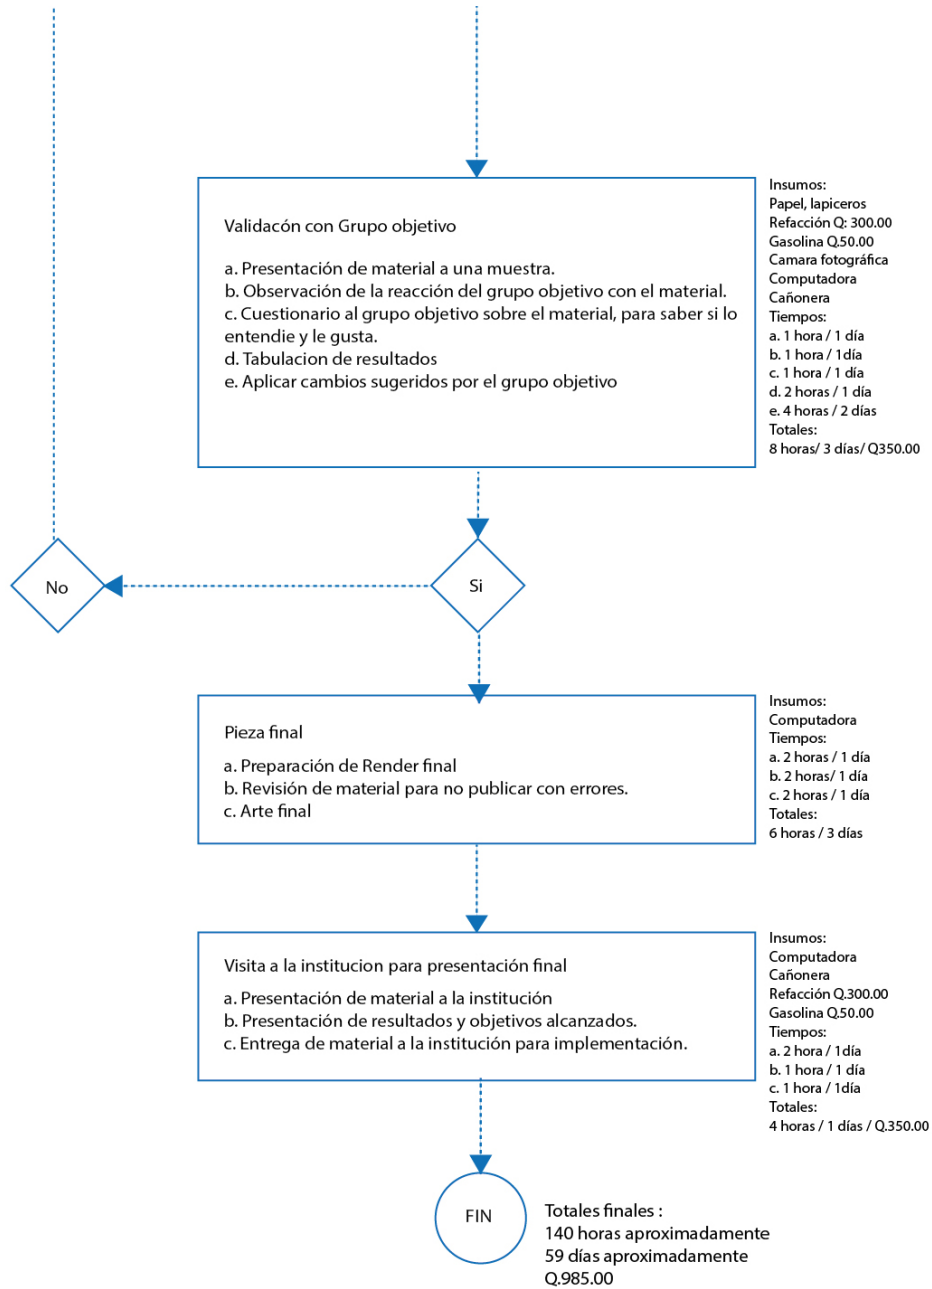 Validacón con Grupo objetivo
a. Presentación de material a una muestra.
b. Observación de la reacción del grupo objetivo con el material.
c. Cuestionario al grupo objetivo sobre el material, para saber si lo
entendie y le gusta.
d. Tabulacion de resultados
e. Aplicar cambios sugeridos por el grupo objetivo
Insumos:
Papel, lapiceros
Refacción Q: 300.00
Gasolina Q.50.00
Camara fotográfica
Computadora
Cañonera
Tiempos:
a. 1 hora / 1 día
b. 1 hora / 1día
c. 1 hora / 1 día
d. 2 horas / 1 día
e. 4 horas / 2 días
Totales:
8 horas/ 3 días/ Q350.00
No
Si
Pieza final
a. Preparación de Render final
b. Revisión de material para no publicar con errores.
c. Arte final
Insumos:
Computadora
Tiempos:
a. 2 horas / 1 día
b. 2 horas/ 1 día
c. 2 horas / 1 día
Totales:
6 horas / 3 días
Visita a la institucion para presentación final
a. Presentación de material a la institución
b. Presentación de resultados y objetivos alcanzados.
c. Entrega de material a la institución para implementación.
Insumos:
Computadora
Cañonera
Refacción Q.300.00
Gasolina Q.50.00
Tiempos:
a. 2 hora / 1día
b. 1 hora / 1 día
c. 1 hora / 1día
Totales:
4 horas / 1 días / Q.350.00
FIN
Totales finales :
140 horas aproximadamente
59 días aproximadamente
Q.985.00